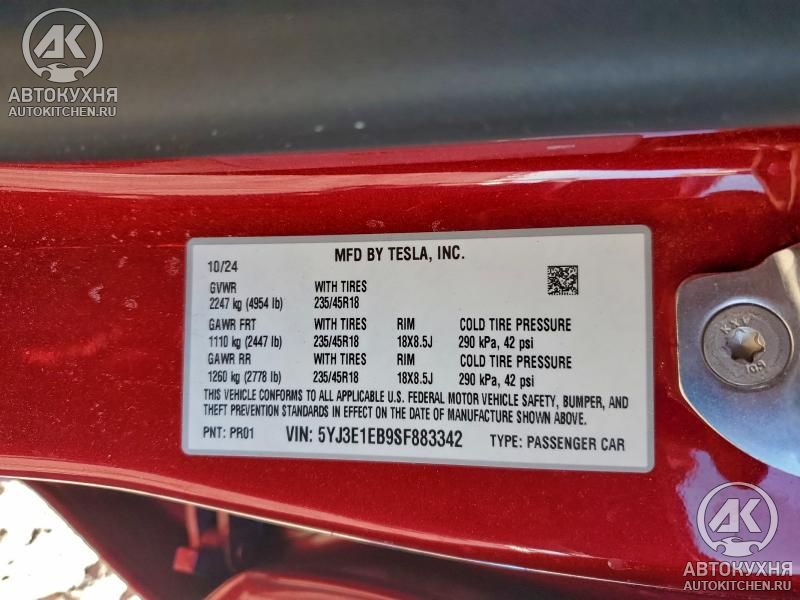 АК
АВТОКУХНЯ
AUTOKITCHEN.RU
MFD BY TESLA, INC.
10/24
GVWR WITH TIRES
2247 kg (4954 lb) 235/45R18
GAWR FRT WITH TIRES RIM COLD TIRE PRESSURE
1110 kg (2447 lb) 235/45R18 18X8.5J 290 kPa, 42 psi
GAWR RR WITH TIRES RIM COLD TIRE PRESSURE
1260 kg (2778 lb) 235/45R18 18X8.5J 290 kPa, 42 psi
THIS VEHICLE CONFORMS TO ALL APPLICABLE U.S. FEDERAL MOTOR VEHICLE SAFETY, BUMPER, AND
THEFT PREVENTION STANDARDS IN EFFECT ON THE DATE OF MANUFACTURE SHOWN ABOVE.
PNT: PR01 VIN: 5YJ3E1EB9SF883342 TYPE: PASSENGER CAR
АК
АВТОКУХНЯ
AUTOKITCHEN.RU